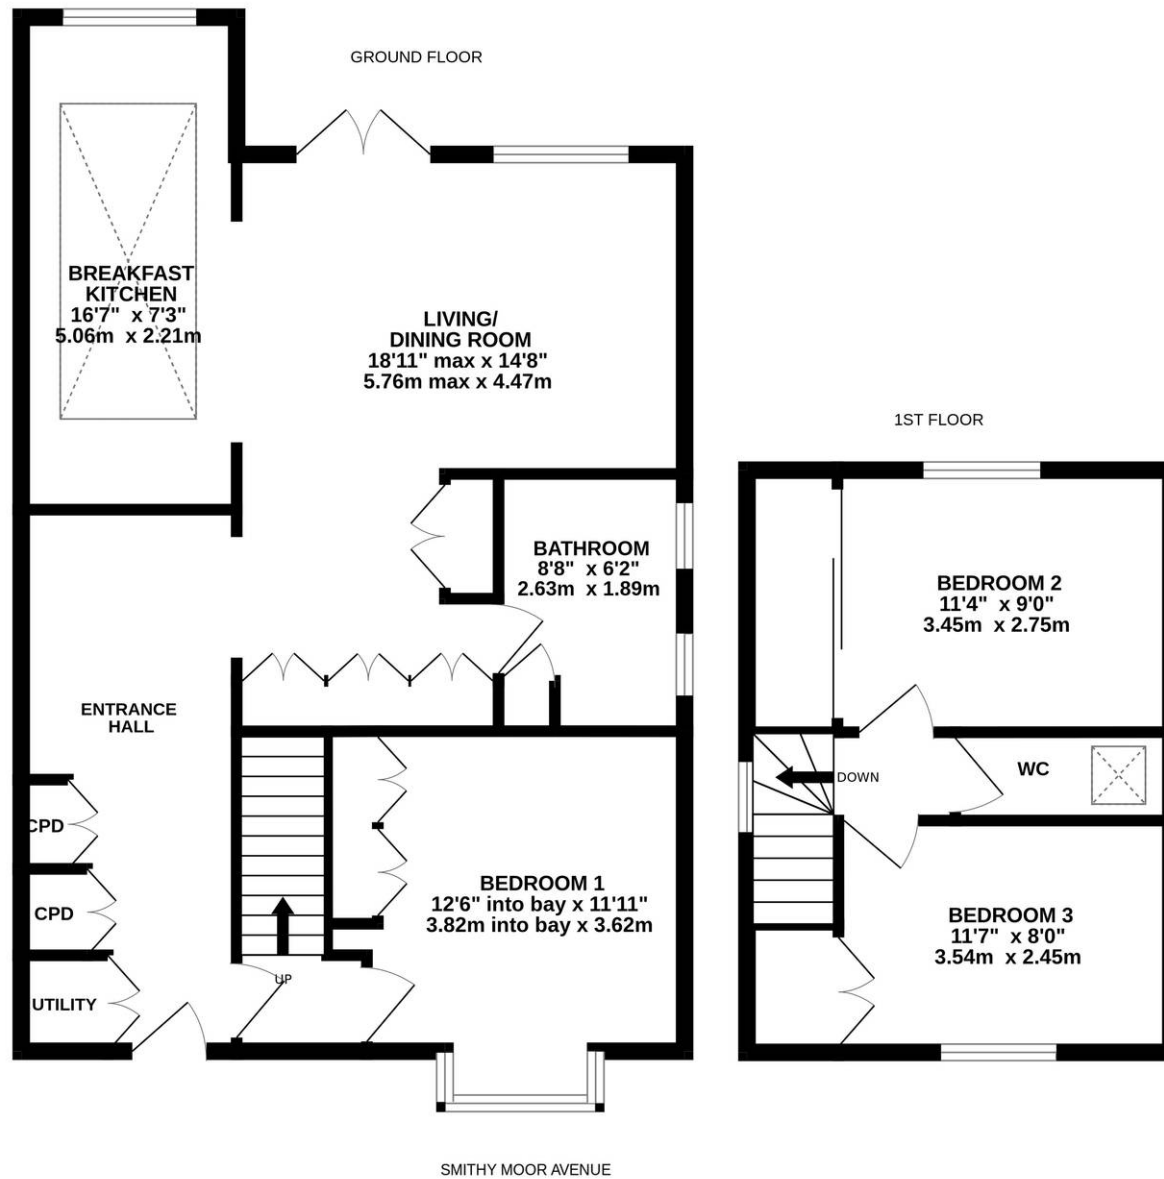 GROUND FLOOR
BREAKFAST
KITCHEN
16'7" x 7'3"
5.06m x 2.21m
LIVING/
DINING ROOM
18'11" max x 14'8"
5.76m max x 4.47m
BATHROOM
8'8" x 6'2"
2.63m x 1.89m
ENTRANCE
HALL
CPD
CPD
UTILITY
UP
BEDROOM 1
12'6" into bay x 11'11"
3.82m into bay x 3.62m
1ST FLOOR
BEDROOM 2
11'4" x 9'0"
3.45m x 2.75m
DOWN
WC
BEDROOM 3
11'7" x 8'0"
3.54m x 2.45m
SMITHY MOOR AVENUE